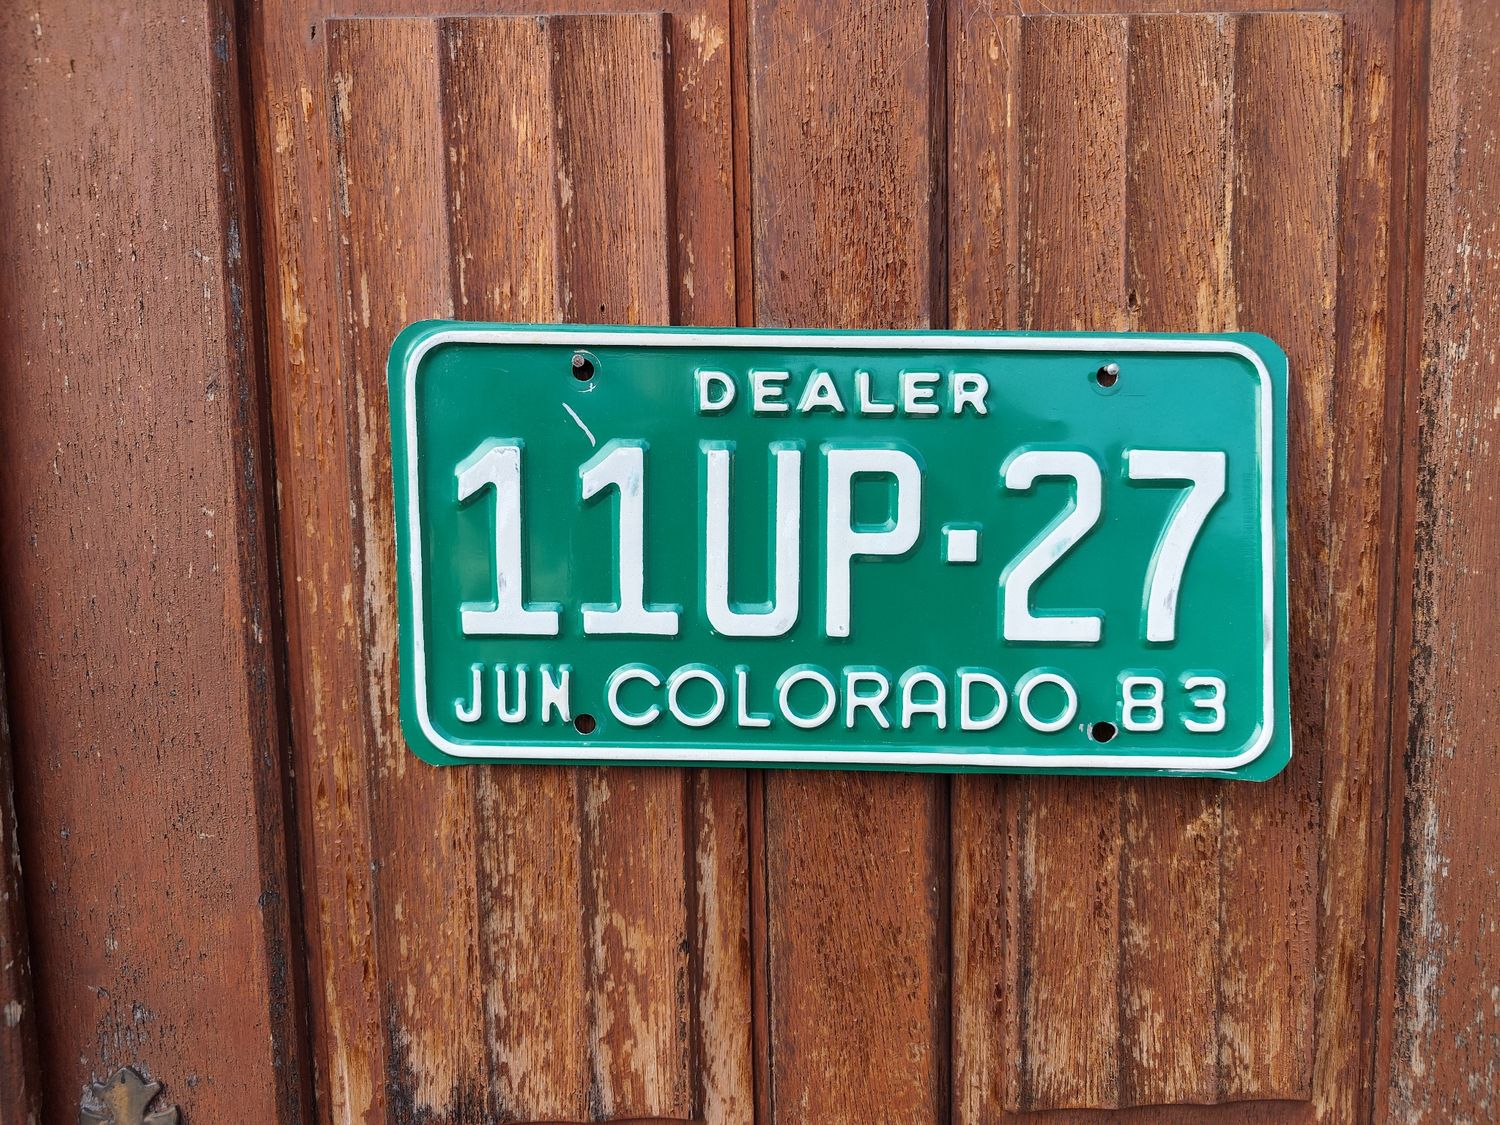 DEALER
11UP-27
JUN COLORADO 83